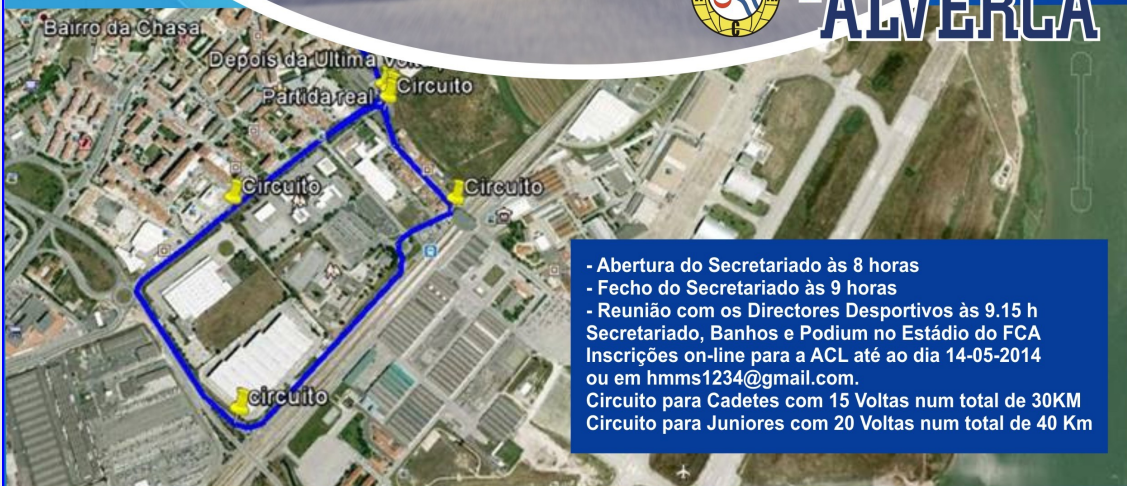 ALVERCA
Bairro da Chasa
Depois da Ultima
Circuito
Partida real
Circuito
Circuito
circuito
- Abertura do Secretariado às 8 horas
- Fecho do Secretariado às 9 horas
- Reunião com os Directores Desportivos às 9.15 h
Secretariado, Banhos e Podium no Estádio do FCA
Inscrições on-line para a ACL até ao dia 14-05-2014
ou em hmms1234@gmail.com.
Circuito para Cadetes com 15 Voltas num total de 30KM
Circuito para Juniores com 20 Voltas num total de 40 Km